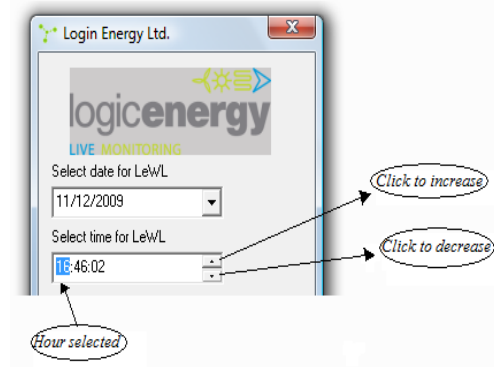 Login Energy Ltd.
logicenergy
LIVE MONITORING
Select date for LeWL
11/12/2009
Click to increase
Select time for LeWL
Click to decrease
16:46:02
Hour selected